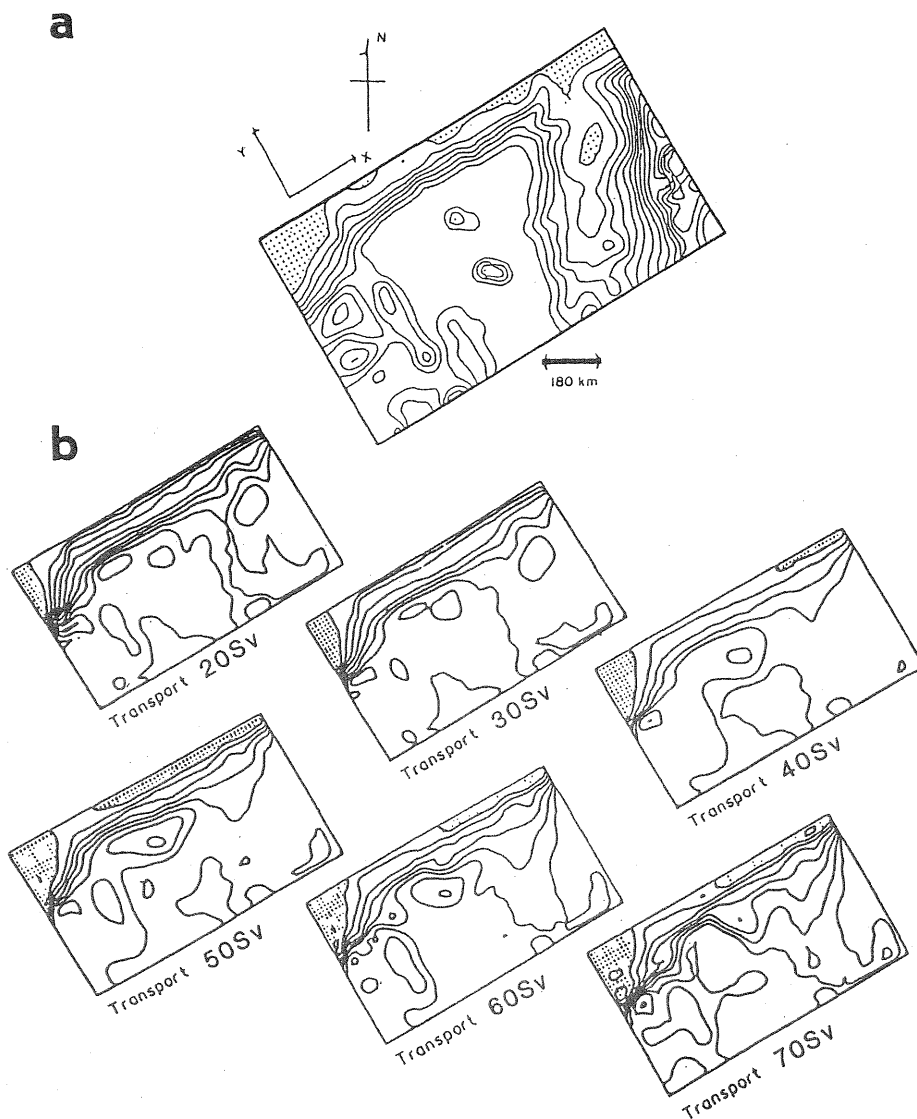 a
N
Y
X
180 km
b
Transport 20Sv
Transport 30Sv
Transport 40Sv
Transport 50Sv
Transport 60Sv
Transport 70Sv